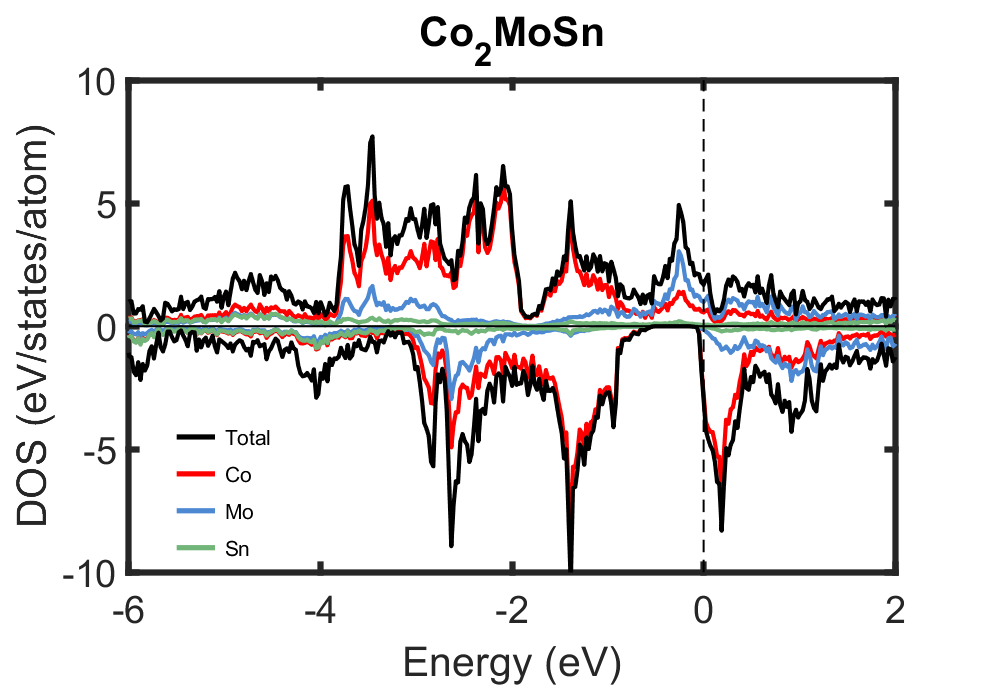 Co2MoSn
10
5
0
-5
-10
DOS (eV/states/atom)
Total
Co
Mo
Sn
-6 -4 -2 0 2
Energy (eV)